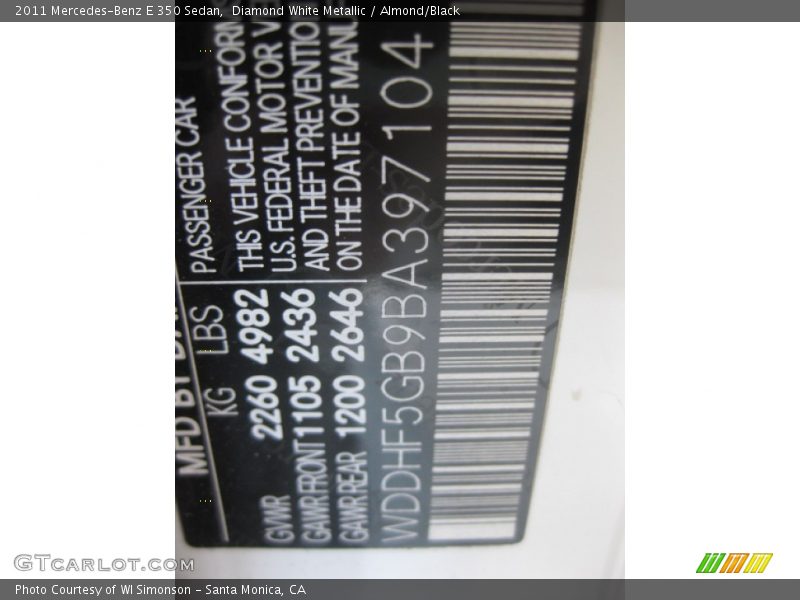 2011 Mercedes-Benz E 350 Sedan,  Diamond White Metallic / Almond/Black
MFD BY
KG LBS PASSENGER CAR
GVWR 2260 4982 THIS VEHICLE CONFORM
GAWR FRONT 1105 2436 U.S. FEDERAL MOTOR VE
GAWR REAR 1200 2646 AND THEFT PREVENTIO
ON THE DATE OF MANU
WDDHF5GB9BA397104
GTcarlot.com
Photo Courtesy of WI Simonson - Santa Monica, CA